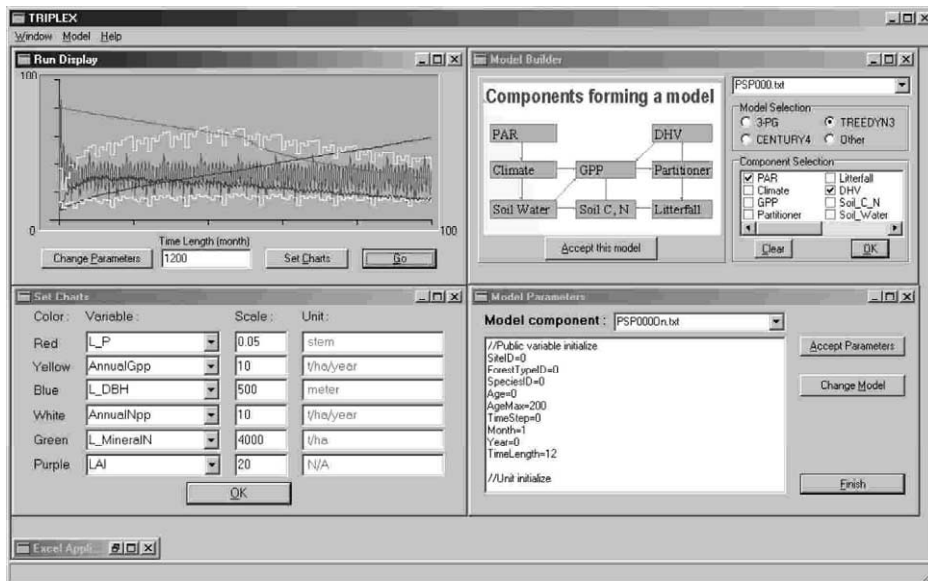 TRIPLEX
Window Model Help
Run Display
100
0
100
Time Length (month)
Change Parameters 1200 Set Charts Go
Model Builder
Components forming a model
PAR DHV
Climate GPP Partitioner
Soil Water Soil C, N Litterfall
Accept this model
PSP000.txt
Model Selection
3-PG TREEDYN3
CENTURY4 Other
Component Selection
PAR Litterfall
Climate DHV
GPP Soil_C_N
Partitioner Soil_Water
Clear OK
Set Charts
Color: Variable: Scale: Unit:
Red L_P 0.05 stem
Yellow AnnualGpp 10 t/ha/year
Blue L_DBH 500 meter
White AnnualNpp 10 t/ha/year
Green L_MineralN 4000 t/ha
Purple LAI 20 N/A
OK
Model Parameters
Model component : PSP000Dn.txt
//Public variable initialize
SiteID=0
ForestTypeID=0
SpeciesID=0
Age=0
AgeMax=200
TimeStep=0
Month=1
Year=0
TimeLength=12
//Unit initialize
Accept Parameters
Change Model
Finish
Excel Appli...